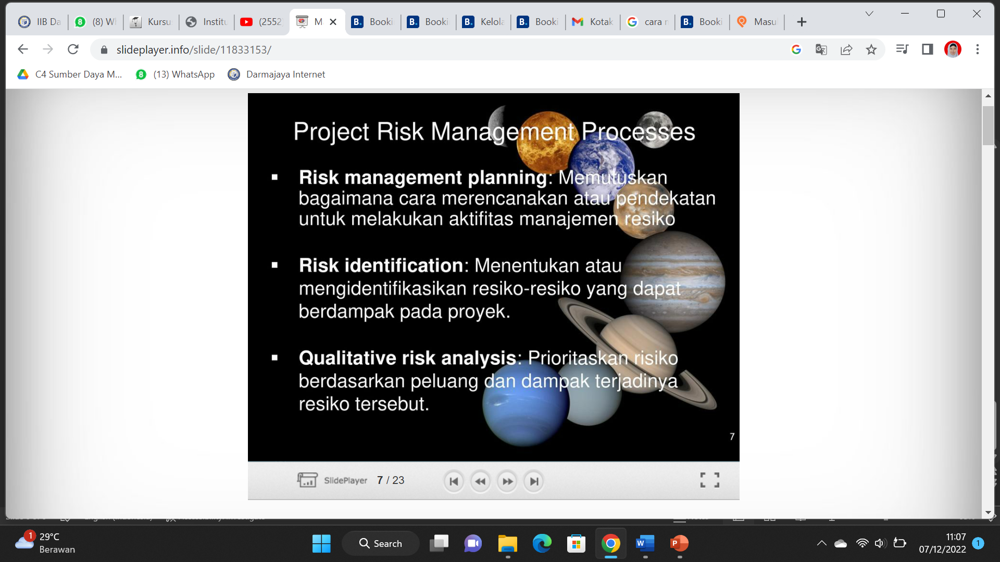 IIB Da
(8) W
Kursu
Institu
(2552
M
Booki
Booki
Kelola
Booki
Kotak
cara n
Booki
Masu
slideplayer.info/slide/11833153/
C4 Sumber Daya M...
(13) WhatsApp
Darmajaya Internet
Project Risk Management Processes
Risk management planning: Memutuskan
bagaimana cara merencanakan atau pendekatan
untuk melakukan aktifitas manajemen resiko
Risk identification: Menentukan atau
mengidentifikasikan resiko-resiko yang dapat
berdampak pada proyek.
Qualitative risk analysis: Prioritaskan risiko
berdasarkan peluang dan dampak terjadinya
resiko tersebut.
7
SlidePlayer 7 / 23
1
29°C
Berawan
Search
11:07
07/12/2022
1